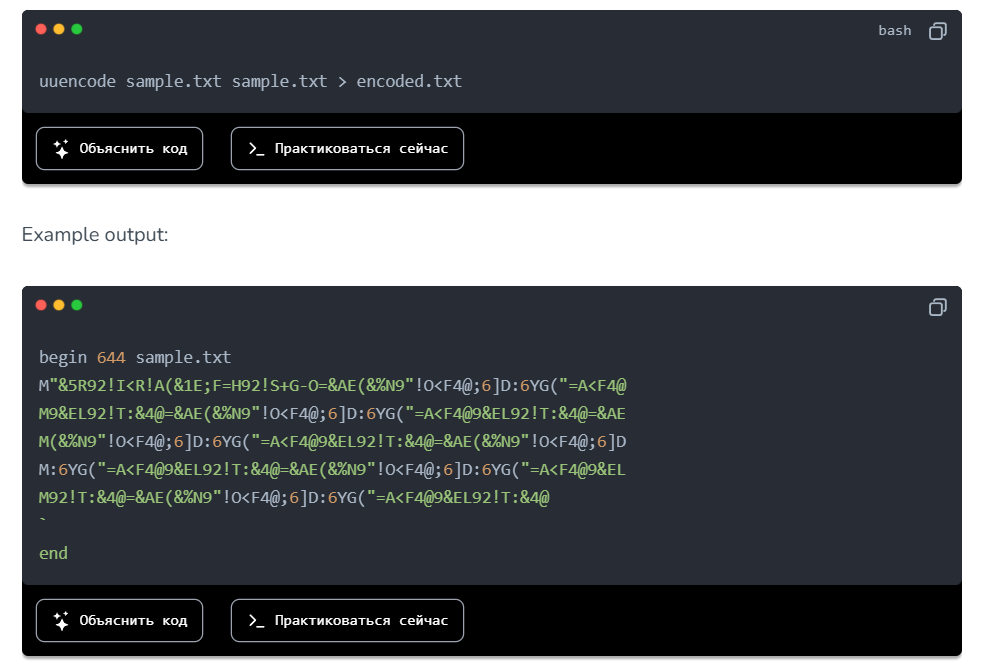 bash
uuencode sample.txt sample.txt > encoded.txt
Объяснить код
Практиковаться сейчас
Example output:
begin 644 sample.txt
M"&5R92!I<R!A(&1E;F=H92!S+G-O=&AE(&%N9"!O<F4@;6]D:6YG("=A<F4@
M9&EL92!T:&4@=&AE(&%N9"!O<F4@;6]D:6YG("=A<F4@9&EL92!T:&4@=&AE
M(&%N9"!O<F4@;6]D:6YG("=A<F4@9&EL92!T:&4@=&AE(&%N9"!O<F4@;6]D
M:6YG("=A<F4@9&EL92!T:&4@=&AE(&%N9"!O<F4@;6]D:6YG("=A<F4@9&EL
M92!T:&4@=&AE(&%N9"!O<F4@;6]D:6YG("=A<F4@9&EL92!T:&4@
`
end
Объяснить код
Практиковаться сейчас